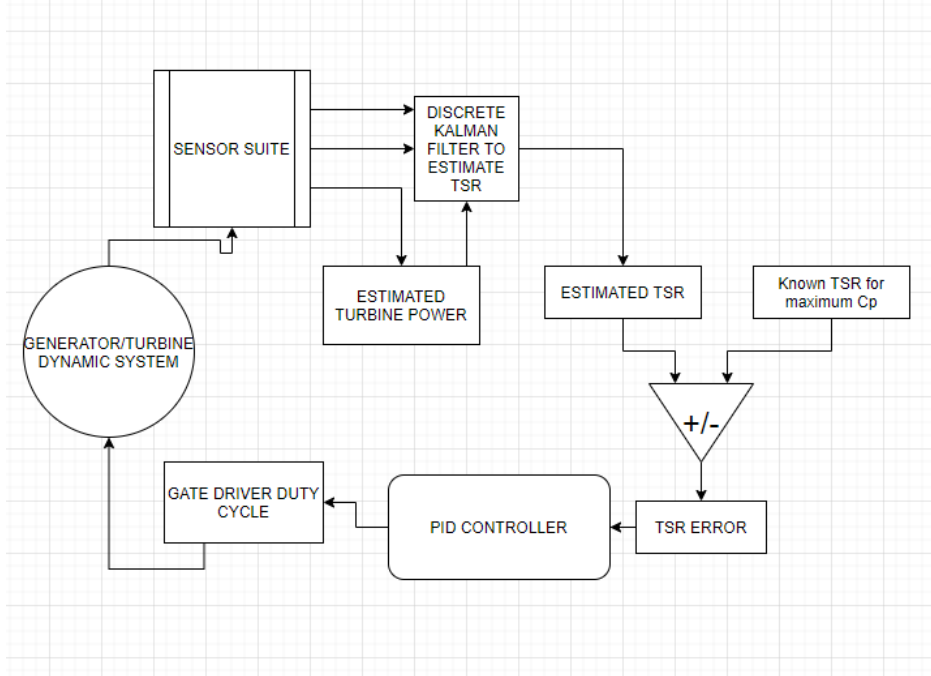 SENSOR SUITE
DISCRETE
KALMAN
FILTER TO
ESTIMATE
TSR
ESTIMATED
TURBINE POWER
ESTIMATED TSR
Known TSR for
maximum Cp
GENERATOR/TURBINE
DYNAMIC SYSTEM
+/-
GATE DRIVER DUTY
CYCLE
PID CONTROLLER
TSR ERROR